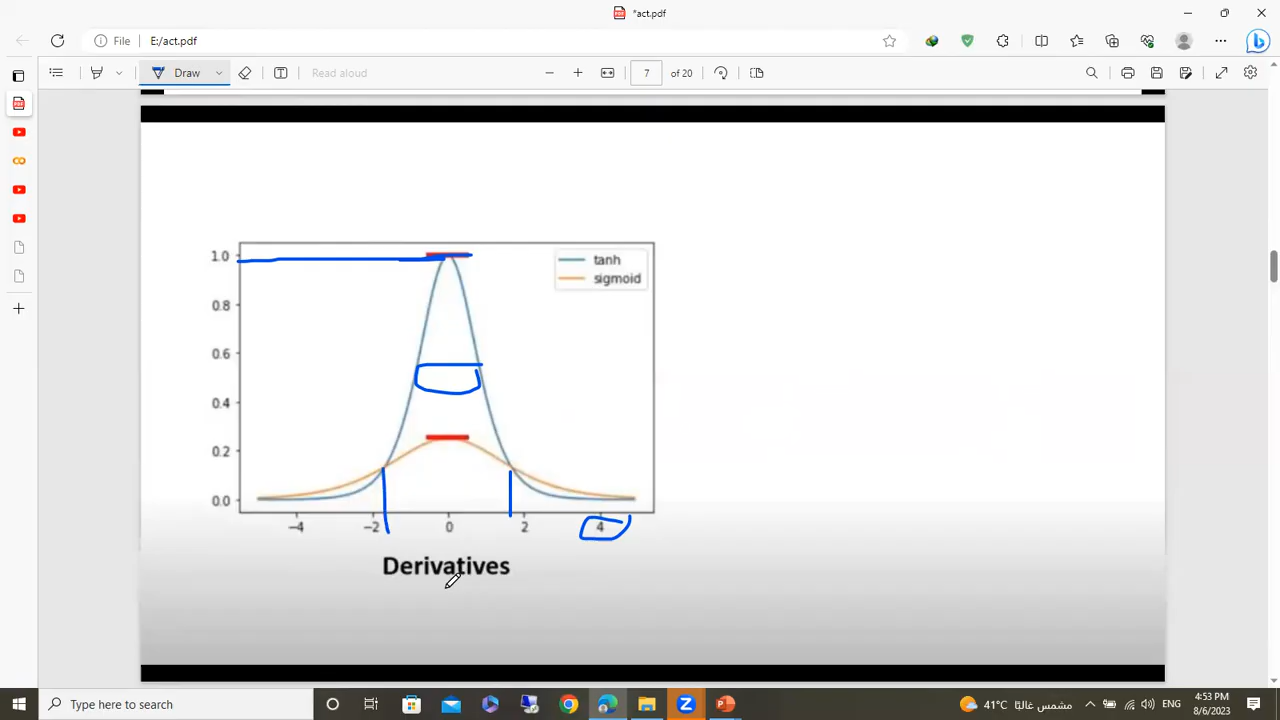 *act.pdf
File E:/act.pdf
Draw Read aloud 7 of 20
1.0
0.8
0.6
0.4
0.2
0.0
tanh
sigmoid
−4 −2 0 2 4
Derivatives
Type here to search
41°C مشمس غالبًا ENG
4:53 PM
8/6/2023